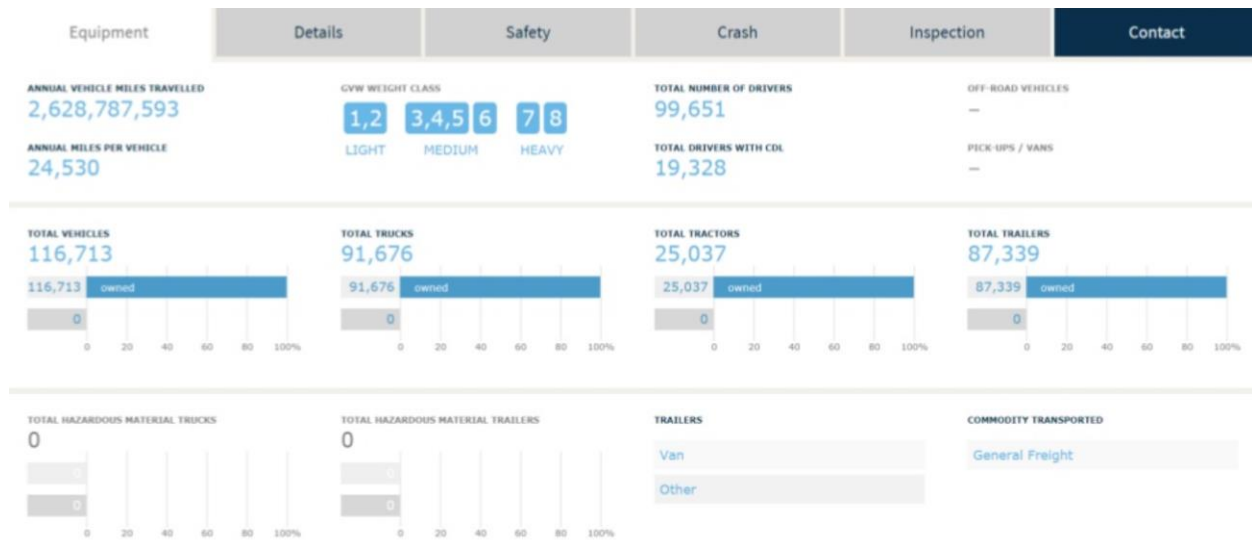 Equipment
Details
Safety
Crash
Inspection
Contact
ANNUAL VEHICLE MILES TRAVELLED
2,628,787,593
ANNUAL MILES PER VEHICLE
24,530
GVW WEIGHT CLASS
1,2 3,4,5 6 7 8
LIGHT MEDIUM HEAVY
TOTAL NUMBER OF DRIVERS
99,651
TOTAL DRIVERS WITH CDL
19,328
OFF-ROAD VEHICLES
—
PICK-UPS / VANS
—
TOTAL VEHICLES
116,713
116,713 owned
0
0 20 40 60 80 100%
TOTAL TRUCKS
91,676
91,676 owned
0
0 20 40 60 80 100%
TOTAL TRACTORS
25,037
25,037 owned
0
0 20 40 60 80 100%
TOTAL TRAILERS
87,339
87,339 owned
0
0 20 40 60 80 100%
TOTAL HAZARDOUS MATERIAL TRUCKS
0
0
0
0 20 40 60 80 100%
TOTAL HAZARDOUS MATERIAL TRAILERS
0
0
0
0 20 40 60 80 100%
TRAILERS
Van
Other
COMMODITY TRANSPORTED
General Freight